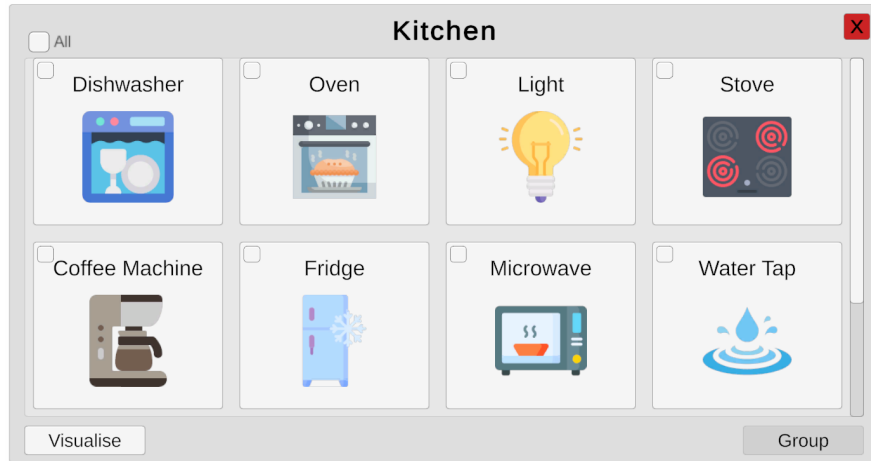 Kitchen
X
All
Dishwasher
Oven
Light
Stove
Coffee Machine
Fridge
Microwave
Water Tap
Visualise
Group